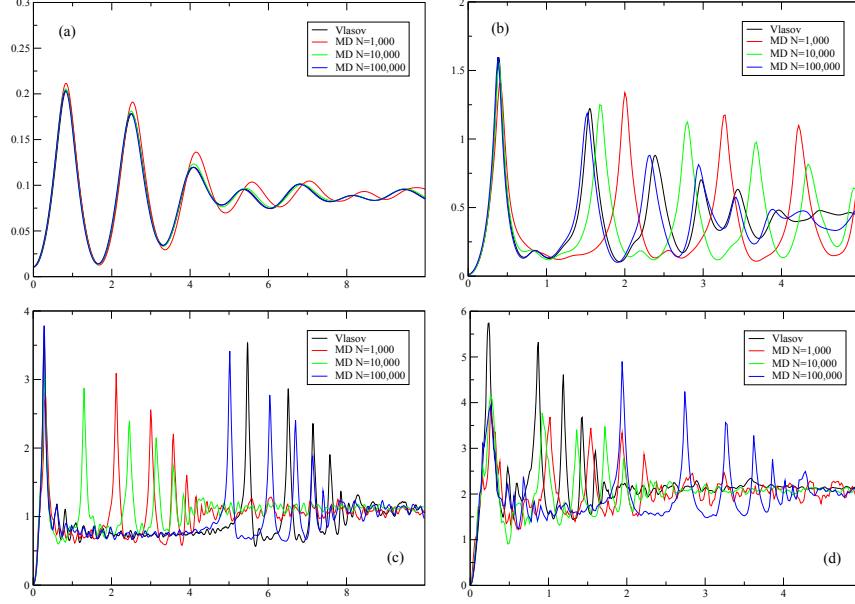 (a)
Vlasov
MD N=1,000
MD N=10,000
MD N=100,000
0.3
0.25
0.2
0.15
0.1
0.05
0
0 2 4 6 8
(b)
Vlasov
MD N=1,000
MD N=10,000
MD N=100,000
2
1.5
1
0.5
0
0 1 2 3 4
Vlasov
MD N=1,000
MD N=10,000
MD N=100,000
4
3
2
1
0
(c)
0 2 4 6 8
Vlasov
MD N=1,000
MD N=10,000
MD N=100,000
6
5
4
3
2
1
0
(d)
0 1 2 3 4